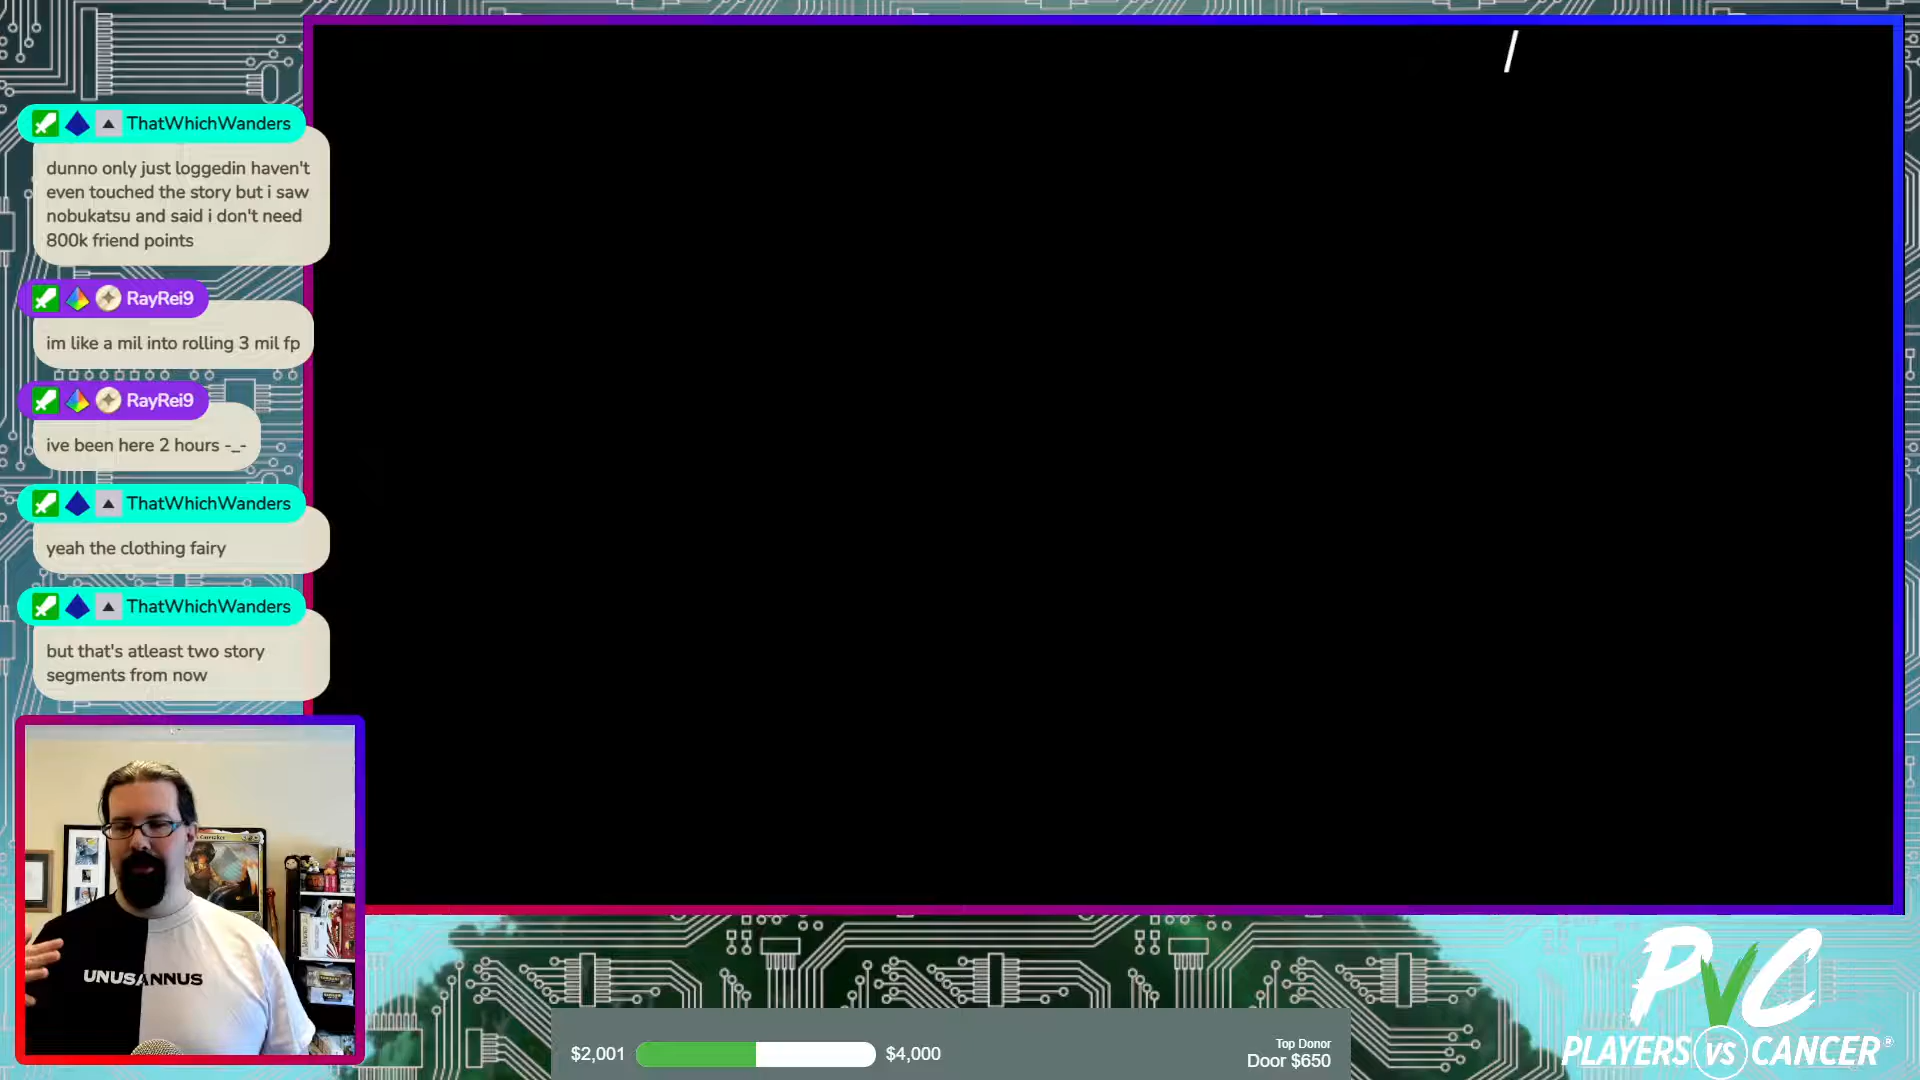 /
ThatWhichWanders
dunno only just loggedin haven't
even touched the story but i saw
nobukatsu and said i don't need
800k friend points
RayRei9
im like a mil into rolling 3 mil fp
RayRei9
ive been here 2 hours -_-
ThatWhichWanders
yeah the clothing fairy
ThatWhichWanders
but that's atleast two story
segments from now
UNUSANNUS
$2,001
$4,000
Top Donor
Door $650
PVC
PLAYERS VS CANCER®